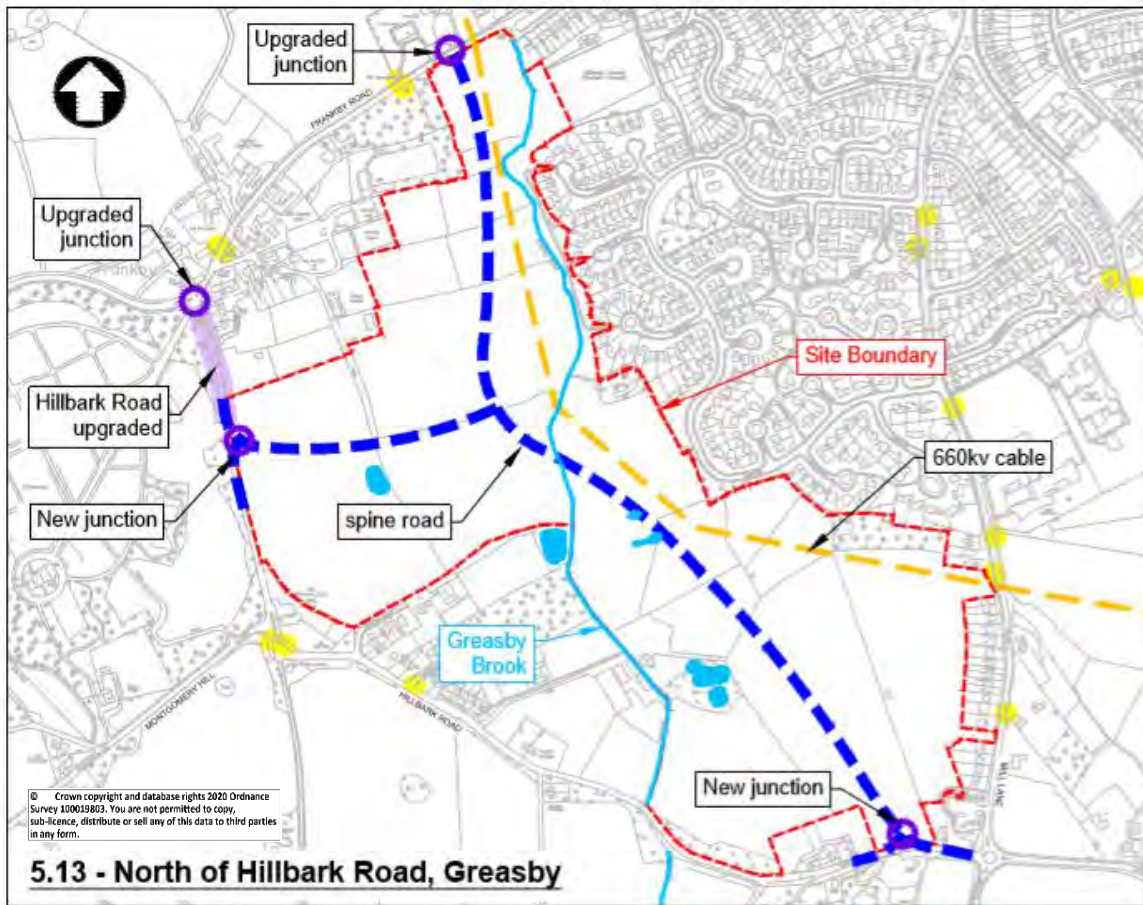 Upgraded
junction
FRANKBY ROAD
Upgraded
junction
Frankby
Site Boundary
Hillbark Road
upgraded
660kv cable
New junction
spine road
Greasby
Brook
MONTGOMERY HILL
HILLBARK ROAD
MILL LANE
New junction
© Crown copyright and database rights 2020 Ordnance
Survey 100019803. You are not permitted to copy,
sub-licence, distribute or sell any of this data to third parties
in any form.
5.13 - North of Hillbark Road, Greasby